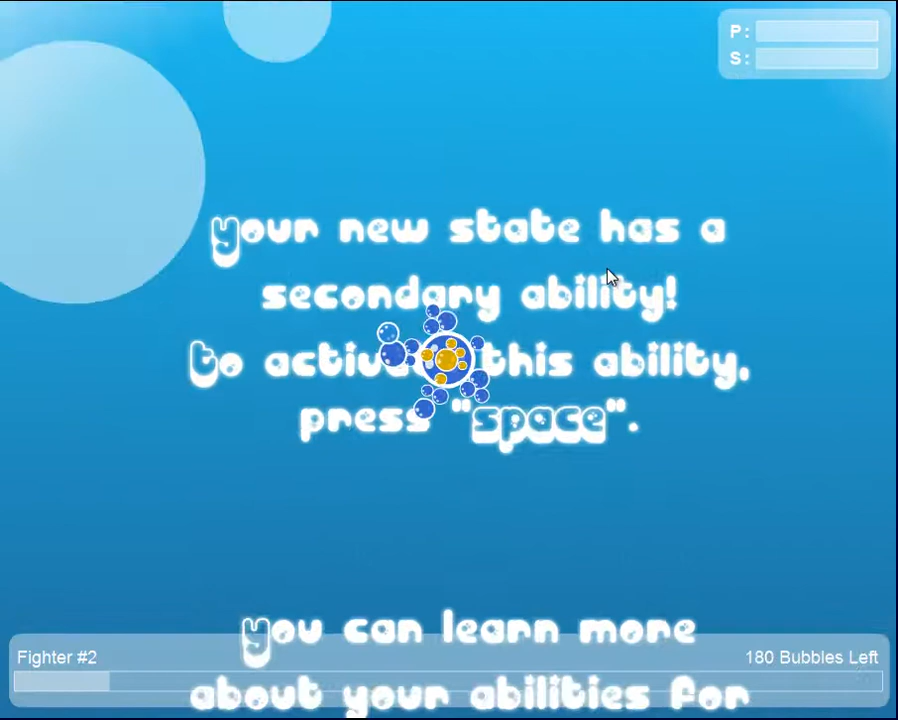 P:
S:
Your new state has a
secondary ability!
To activ this ability,
press "space".
You can learn more
about your abilities for
Fighter #2
180 Bubbles Left